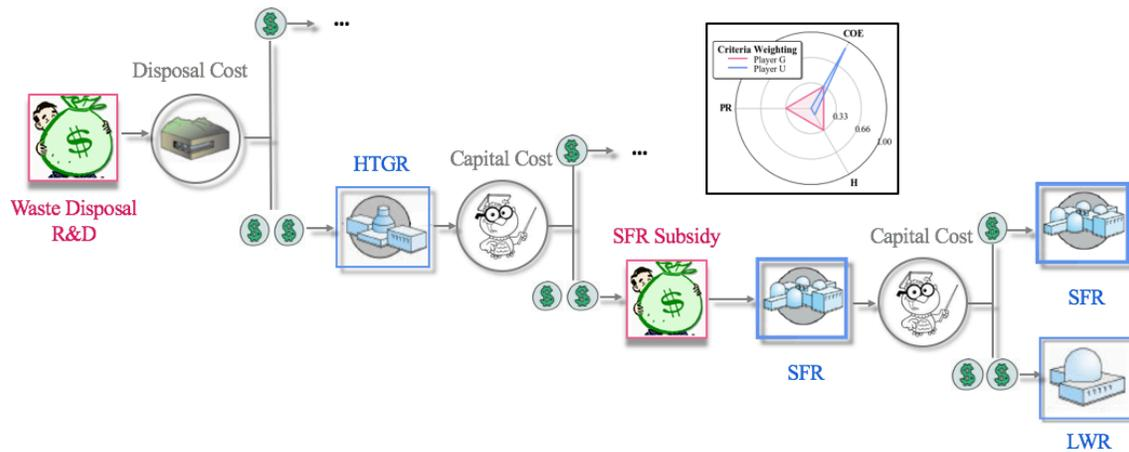 $
...
Disposal Cost
$
Waste Disposal
R&D
$ $
HTGR
Capital Cost
$
...
$ $
SFR Subsidy
$
SFR
Capital Cost
$
SFR
$ $
LWR
COE
Criteria Weighting
Player G
Player U
PR
0.33
0.66
1.00
H